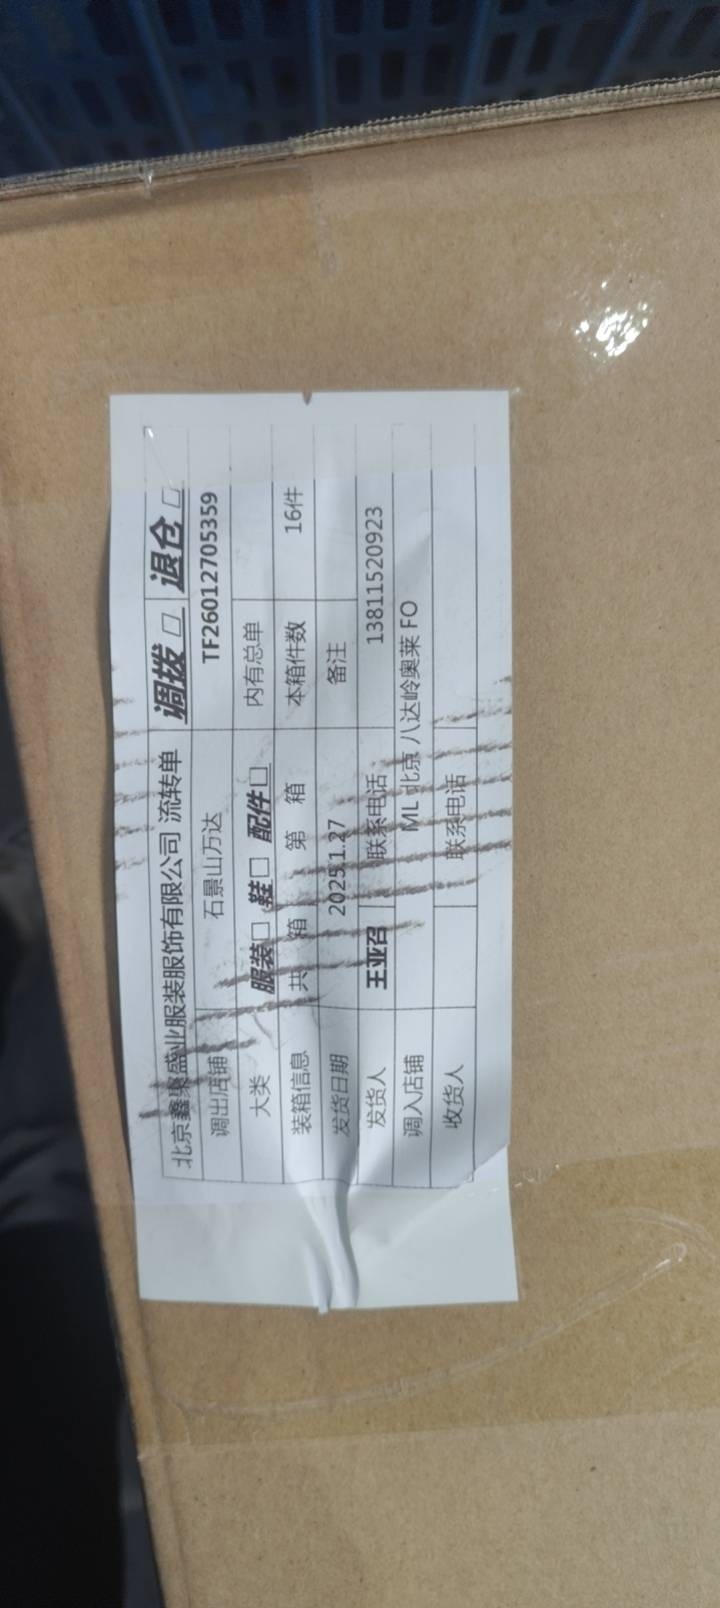 北京鑫聚盛业服装服饰有限公司 流转单 调拨 □ 退仓 □
调出店铺 石景山万达 TF26012705359
大类 服装□ 鞋□ 配件□ 内有总单
装箱信息 共 箱 第 箱 本箱件数 16件
发货日期 2025.1.27 备注
发货人 王亚召 联系电话 13811520923
调入店铺 ML 北京 八达岭奥莱 FO
收货人 联系电话